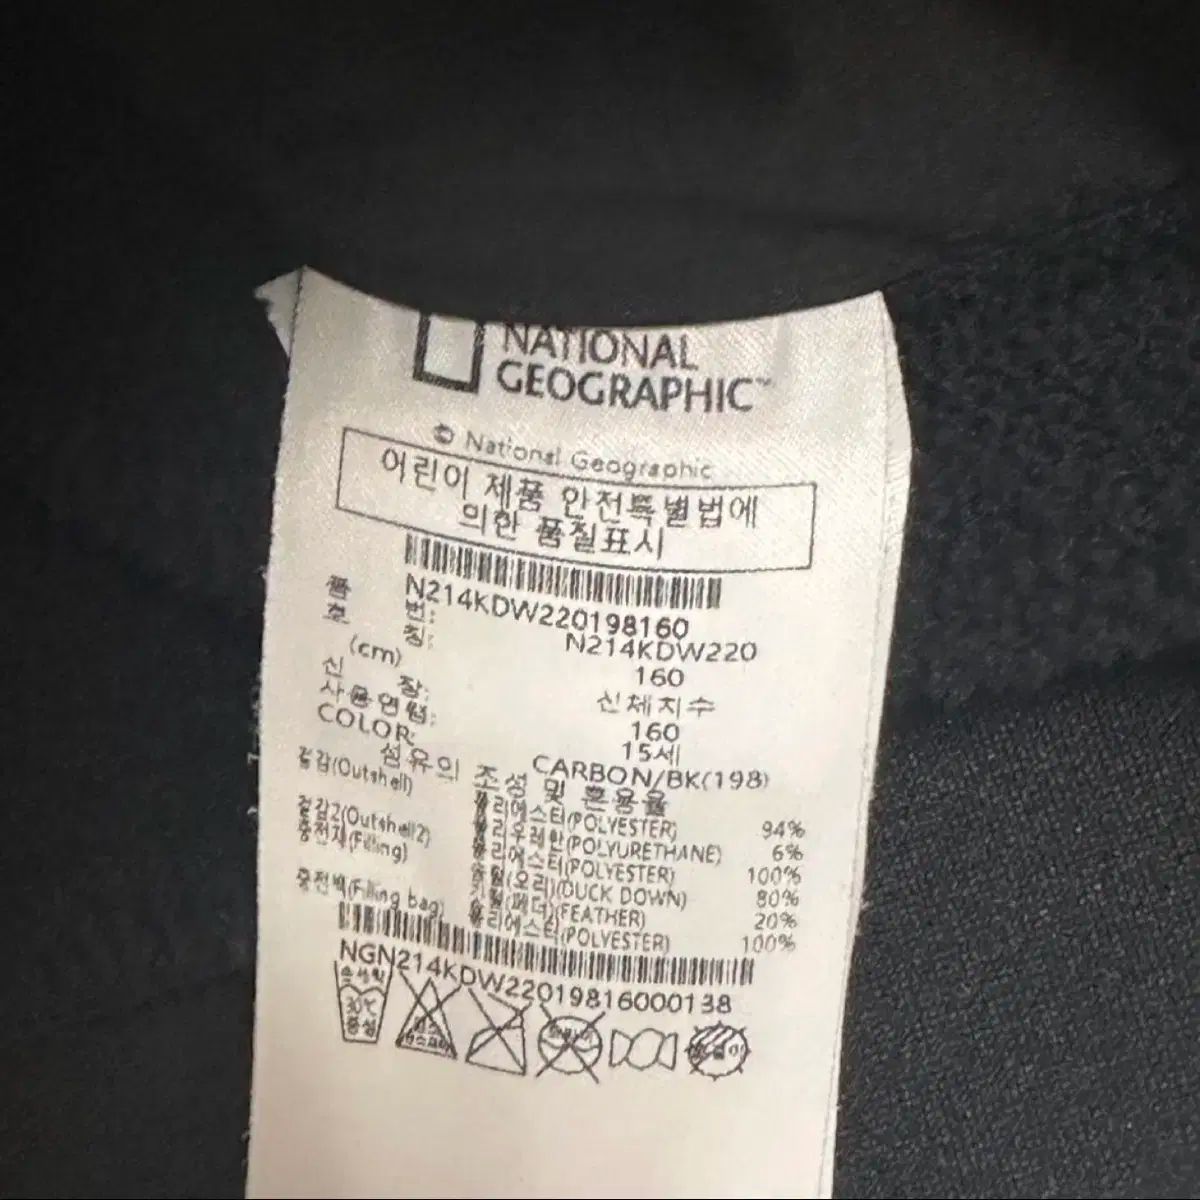 NATIONAL
GEOGRAPHIC™
© National Geographic
어린이 제품 안전특별법에
의한 품질표시
품 번: N214KDW220198160
호 칭: N214KDW220
(cm) 160
신 장: 신체치수
사용연령: 160
COLOR: 15세
CARBON/BK(198)
섬유의 조성 및 혼용율
겉감(Outshell) 폴리에스터(POLYESTER) 94%
폴리우레탄(POLYURETHANE) 6%
겉감2(Outshell2) 폴리에스터(POLYESTER) 100%
충전재(Filling) 솜털(오리)(DUCK DOWN) 80%
깃털(페더)(FEATHER) 20%
충전백(Filling bag) 폴리에스터(POLYESTER) 100%
NGN214KDW22019816000138
손세탁
30℃
중성